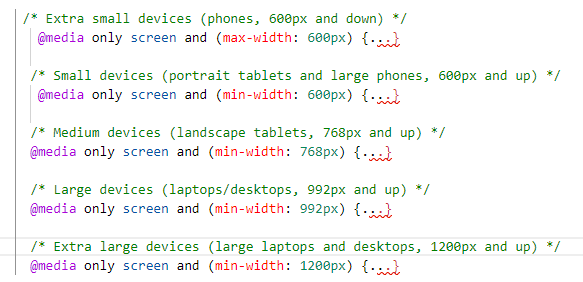 /* Extra small devices (phones, 600px and down) */
@media only screen and (max-width: 600px) {...}
/* Small devices (portrait tablets and large phones, 600px and up) */
@media only screen and (min-width: 600px) {...}
/* Medium devices (landscape tablets, 768px and up) */
@media only screen and (min-width: 768px) {...}
/* Large devices (laptops/desktops, 992px and up) */
@media only screen and (min-width: 992px) {...}
/* Extra large devices (large laptops and desktops, 1200px and up) */
@media only screen and (min-width: 1200px) {...}